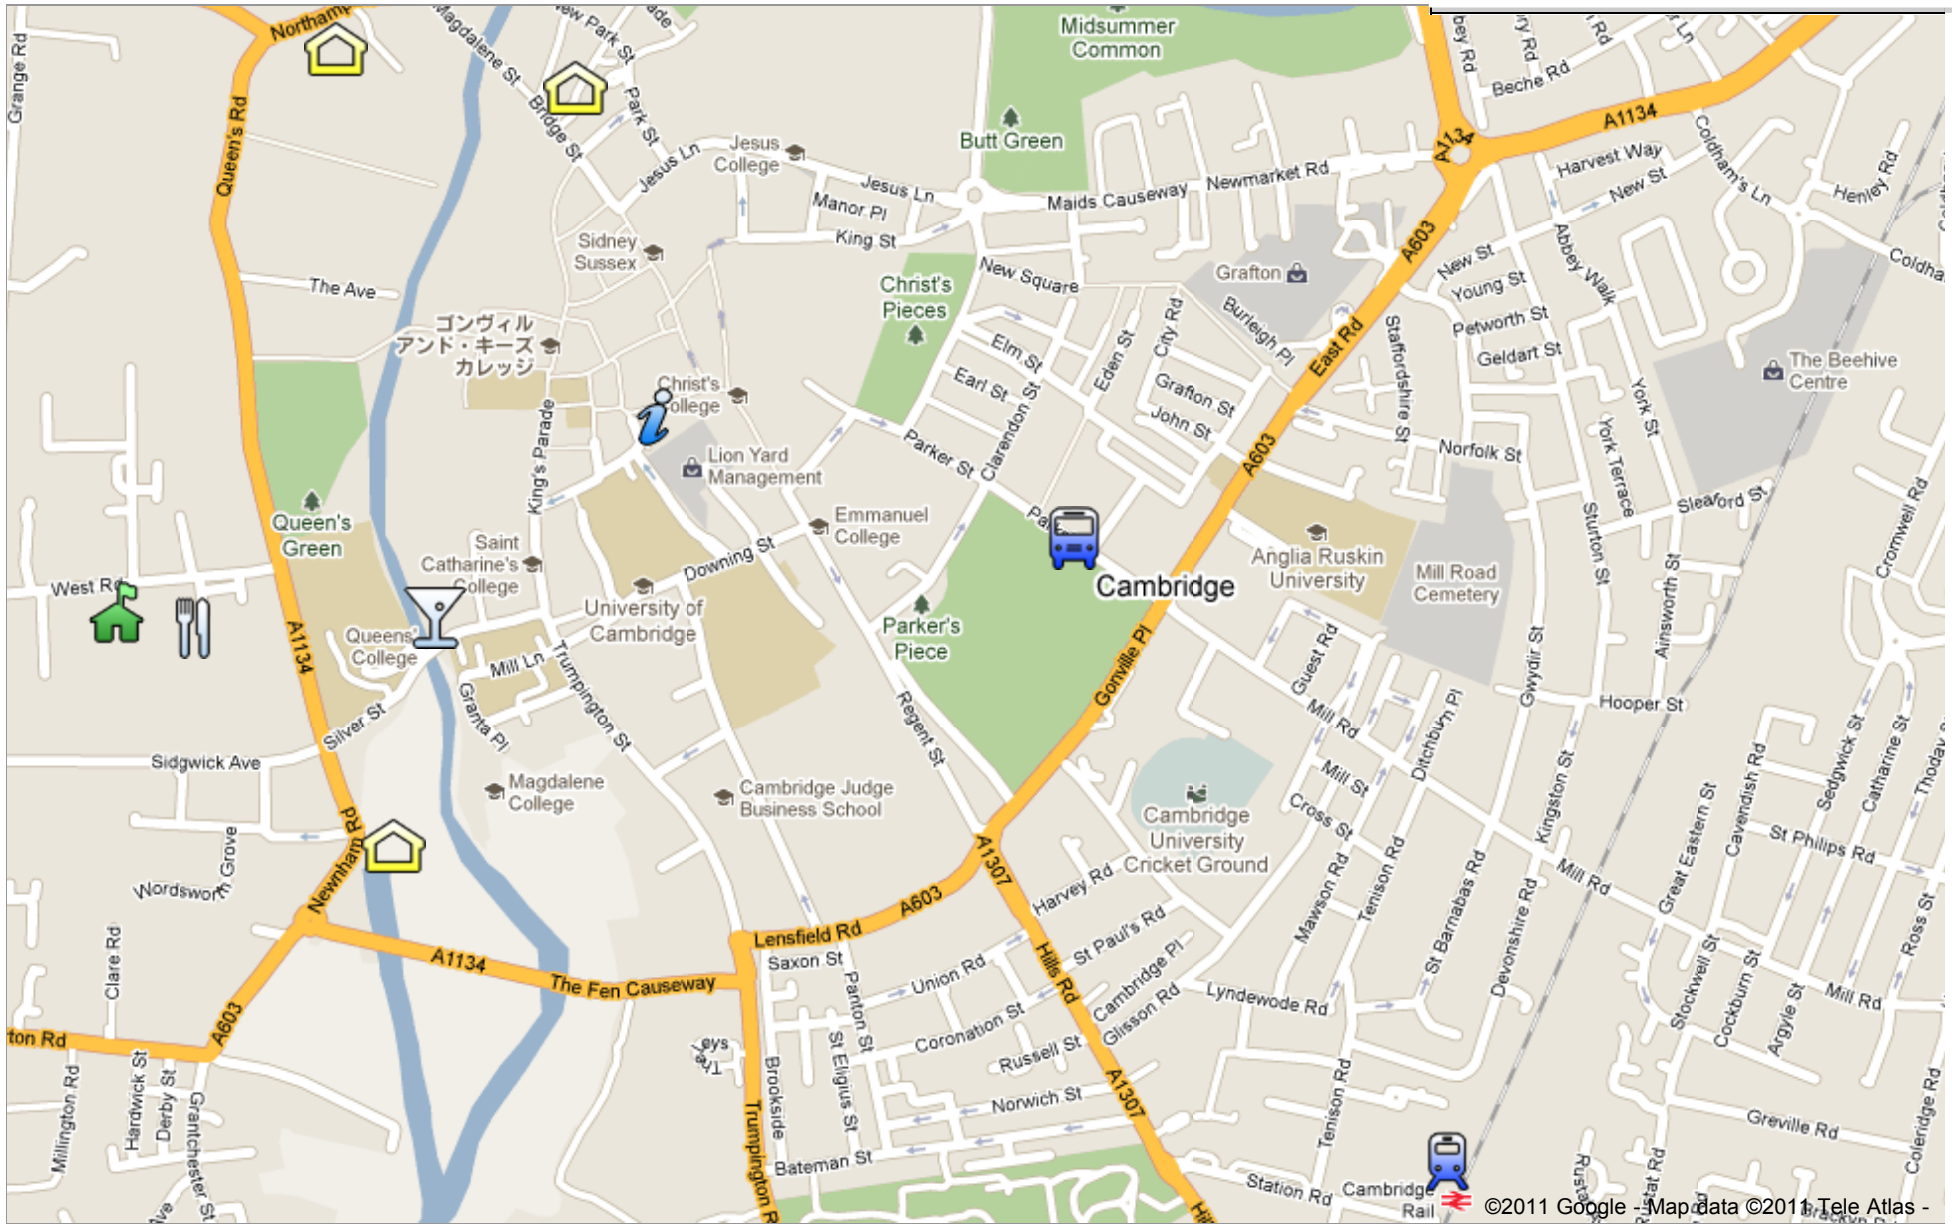 Northamp
Grange Rd
Magdalene St
New Park St
Bridge St
Park St
Queen's Rd
Midsummer
Common
Butt Green
Jesus
College
Jesus Ln
Jesus Ln
Manor Pl
King St
Maids Causeway
Newmarket Rd
A1134
A1134
Beche Rd
Harvest Way
New St
Coldham's Ln
Henley Rd
Coldha
Sidney
Sussex
The Ave
ゴンヴィル
アンド・キーズ
カレッジ
Christ's
Pieces
New Square
Grafton
Burleigh Pl
City Rd
Eden St
Elm St
Earl St
Clarendon St
Grafton St
John St
East Rd
A603
A603
New St
Young St
Petworth St
Geldart St
Abbey Walk
Staffordshire St
York St
York Terrace
Norfolk St
The Beehive
Centre
Sleaford St
Cromwell Rd
Christ's
College
Lion Yard
Management
Parker St
King's Parade
Queen's
Green
Saint
Catharine's
College
Downing St
Emmanuel
College
University of
Cambridge
Parker's
Piece
Cambridge
Anglia Ruskin
University
Mill Road
Cemetery
Sturton St
Ainsworth St
Gwydir St
Hooper St
West Rd
A1134
Queens'
College
Mill Ln
Granta Pl
Silver St
Sidgwick Ave
Trumpington St
Regent St
Gonville Pl
Guest Rd
Mill Rd
Mill St
Cross St
Ditchburn Pl
Kingston St
Magdalene
College
Cambridge Judge
Business School
Cambridge
University
Cricket Ground
Great Eastern St
Cavendish Rd
Sedgwick St
Catharine St
Thoday S
St Philips Rd
Newnham Rd
Wordsworth Grove
Clare Rd
A1307
Harvey Rd
Mawson Rd
Tenison Rd
St Barnabas Rd
Devonshire Rd
Mill Rd
Ross St
A603
Lensfield Rd
Saxon St
A1134
The Fen Causeway
Panton St
Union Rd
Hills Rd
St Paul's Rd
Cambridge Pl
Glisson Rd
Lyndewode Rd
Stockwell St
Cockburn St
Argyle St
Mill Rd
A603
ton Rd
Millington Rd
Hardwick St
Derby St
Grantchester St
The Keys
Brookside
St Eligius St
Coronation St
Russell St
Norwich St
A1307
Tenison Rd
Greville Rd
Coleridge Rd
Trumpington R
Bateman St
Station Rd
Cambridge
Rail
©2011 Google - Map data ©2011 Tele Atlas -